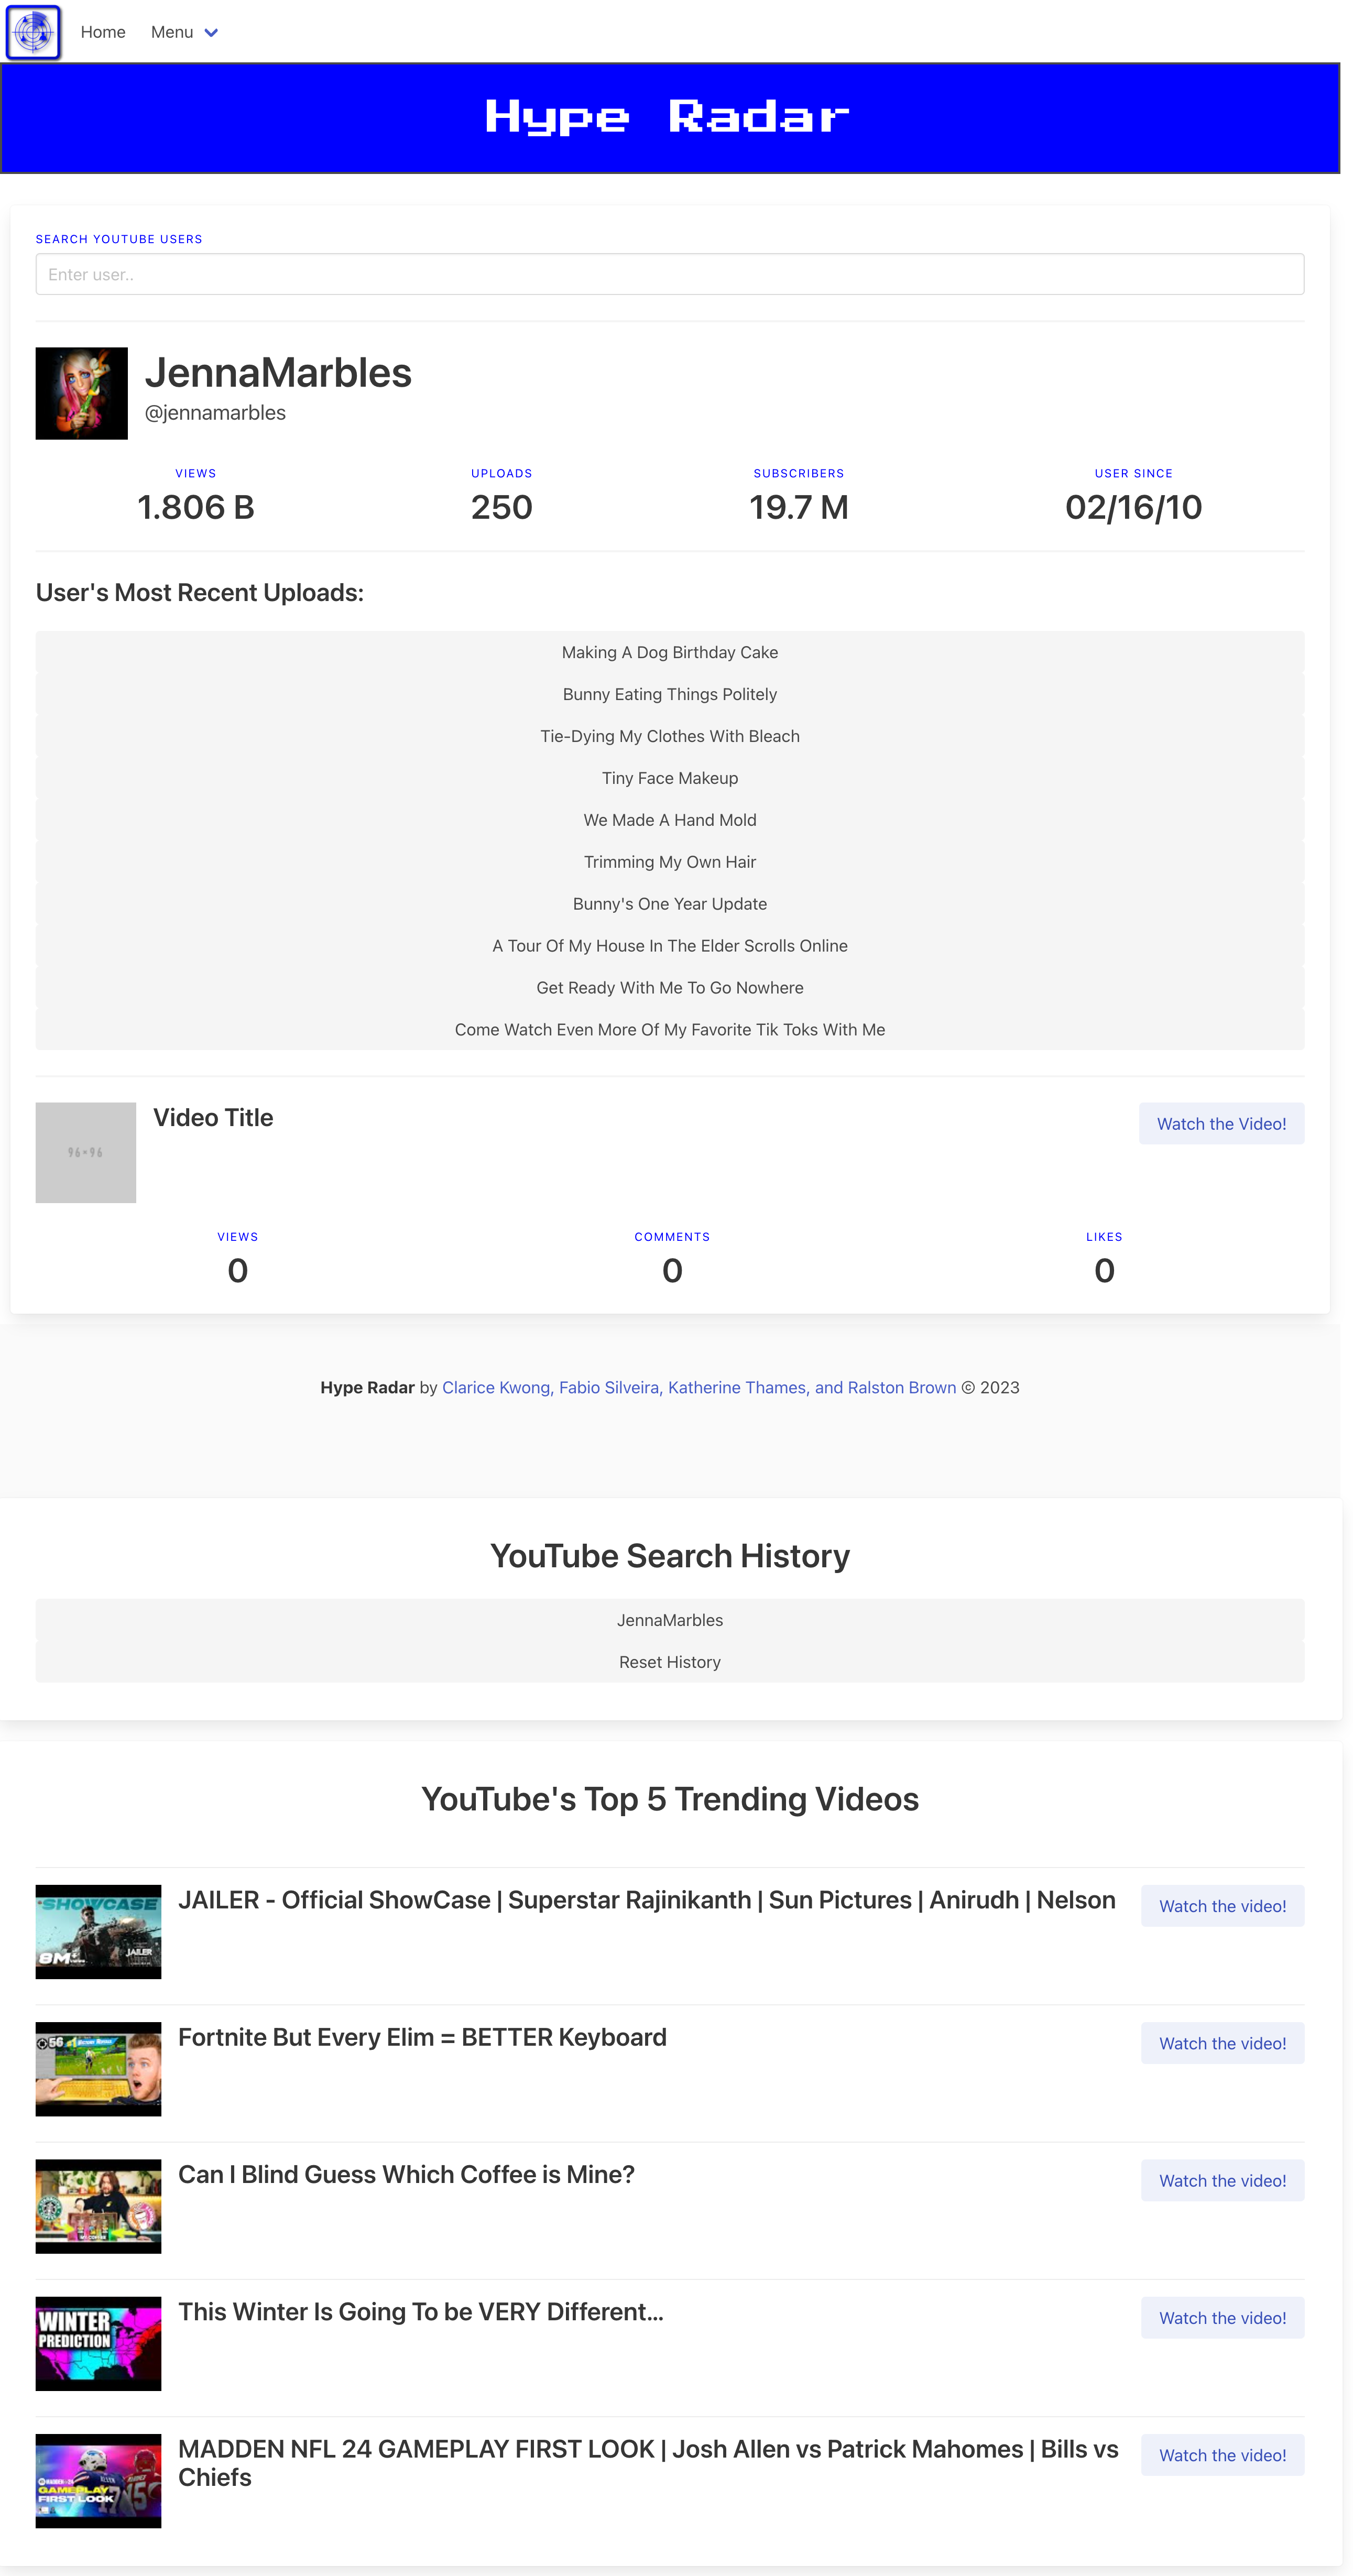 Home Menu
Hype Radar
SEARCH YOUTUBE USERS
Enter user..
JennaMarbles
@jennamarbles
VIEWS UPLOADS SUBSCRIBERS USER SINCE
1.806 B 250 19.7 M 02/16/10
User's Most Recent Uploads:
Making A Dog Birthday Cake
Bunny Eating Things Politely
Tie-Dying My Clothes With Bleach
Tiny Face Makeup
We Made A Hand Mold
Trimming My Own Hair
Bunny's One Year Update
A Tour Of My House In The Elder Scrolls Online
Get Ready With Me To Go Nowhere
Come Watch Even More Of My Favorite Tik Toks With Me
96×96
Video Title
Watch the Video!
VIEWS COMMENTS LIKES
0 0 0
Hype Radar by Clarice Kwong, Fabio Silveira, Katherine Thames, and Ralston Brown © 2023
YouTube Search History
JennaMarbles
Reset History
YouTube's Top 5 Trending Videos
SHOWCASE
8M+
JAILER
JAILER - Official ShowCase | Superstar Rajinikanth | Sun Pictures | Anirudh | Nelson
Watch the video!
56
Fortnite But Every Elim = BETTER Keyboard
Watch the video!
Can I Blind Guess Which Coffee is Mine?
Watch the video!
WINTER
PREDICTION
This Winter Is Going To be VERY Different...
Watch the video!
ALLEN
17
15
GAMEPLAY
FIRST LOOK
MADDEN NFL 24 GAMEPLAY FIRST LOOK | Josh Allen vs Patrick Mahomes | Bills vs
Chiefs
Watch the video!